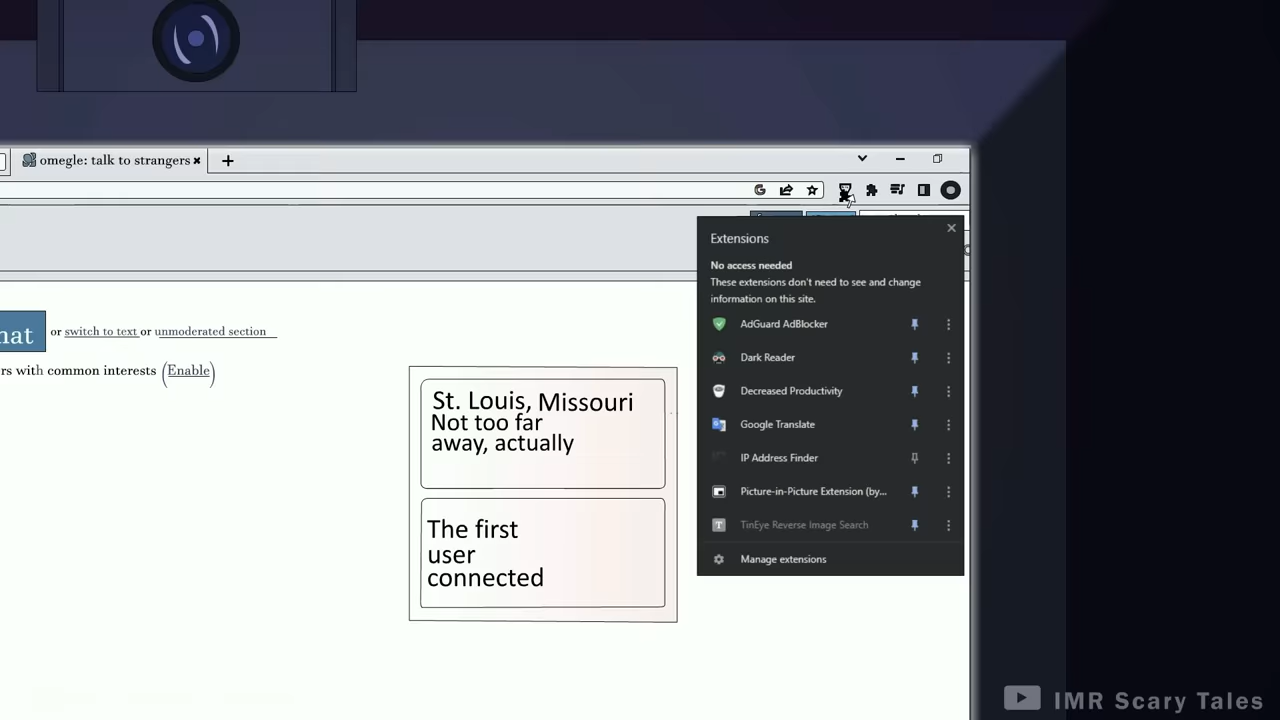 omegle: talk to strangers
Extensions
No access needed
These extensions don't need to see and change
information on this site.
AdGuard AdBlocker
Dark Reader
Decreased Productivity
Google Translate
IP Address Finder
Picture-in-Picture Extension (by...
TinEye Reverse Image Search
Manage extensions
hat or switch to text or unmoderated section
rs with common interests (Enable)
St. Louis, Missouri
Not too far
away, actually
The first
user
connected
IMR Scary Tales